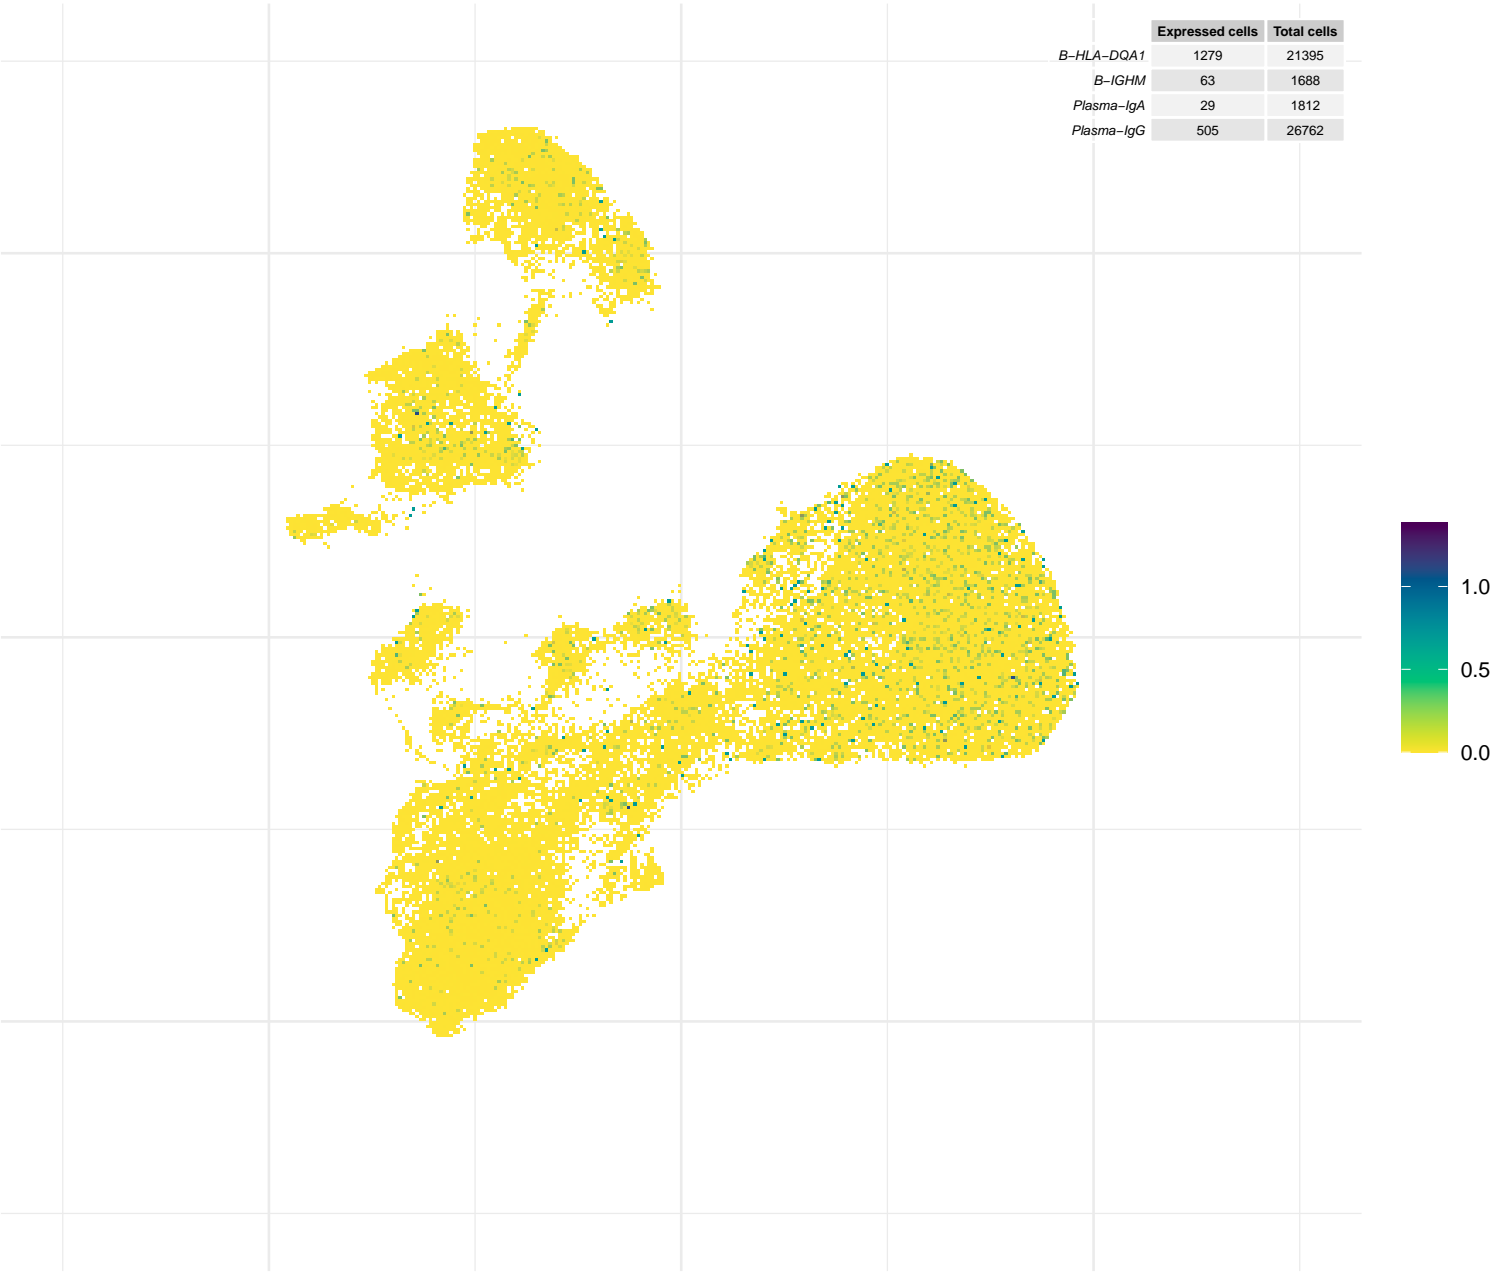 Expressed cells Total cells
B−HLA−DQA1 1279 21395
B−IGHM 63 1688
Plasma−IgA 29 1812
Plasma−IgG 505 26762
1.0
0.5
0.0